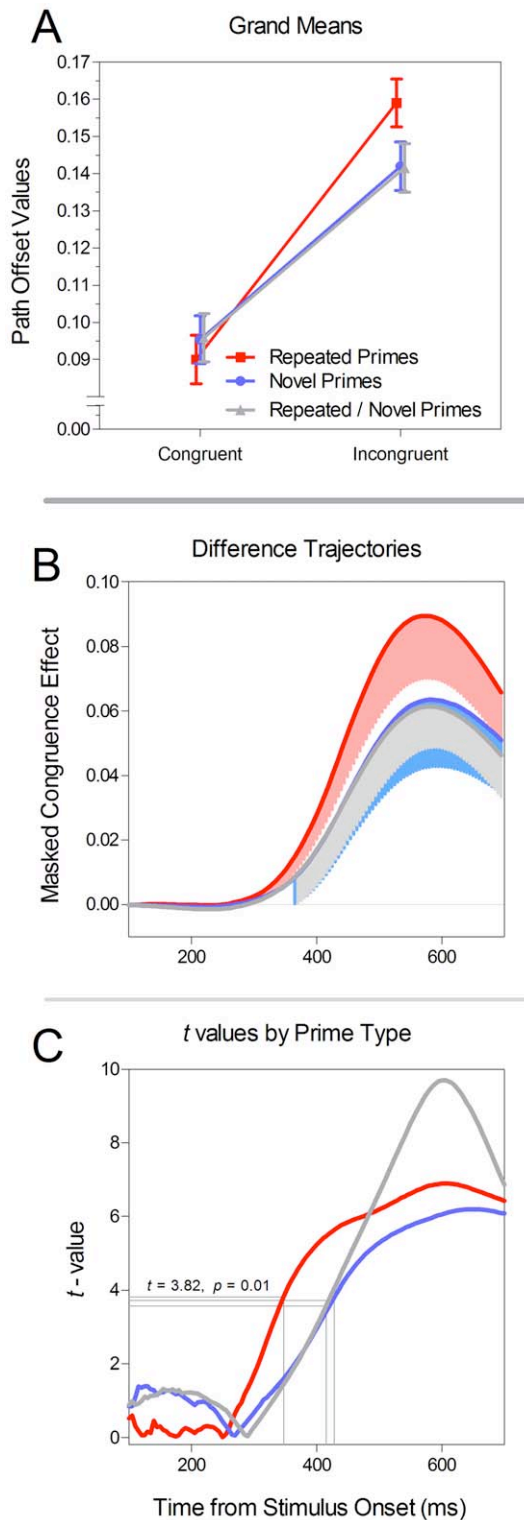 A
Grand Means
0.17
0.16
0.15
0.14
0.13
0.12
0.11
0.10
0.09
0.00
Path Offset Values
Repeated Primes
Novel Primes
Repeated / Novel Primes
Congruent
Incongruent
B
Difference Trajectories
0.10
0.08
0.06
0.04
0.02
0.00
Masked Congruence Effect
200
400
600
C
t values by Prime Type
10
8
6
4
2
0
t - value
t = 3.82, p = 0.01
200
400
600
Time from Stimulus Onset (ms)